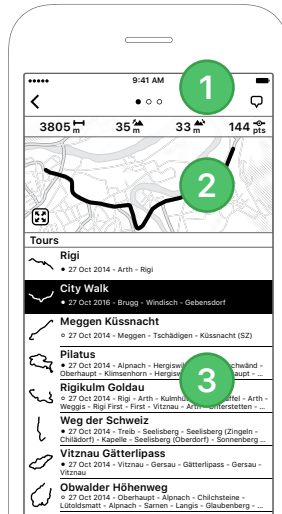 9:41 AM
1
3805 m 35 m 33 m 144 pts
2
Tours
Rigi
● 27 Oct 2014 - Arth - Rigi
City Walk
● 27 Oct 2016 - Brugg - Windisch - Gebensdorf
Meggen Küssnacht
○ 27 Oct 2014 - Meggen - Tschädigen - Küssnacht (SZ)
Pilatus
● 27 Oct 2014 - Alpnach - Hergiswil chwänd -
Oberhaupt - Klimsenhorn - Hergisw haupt - ...
3
Rigikulm Goldau
○ 27 Oct 2014 - Rigi - Arth - Kulmhü ffel - Arth -
Weggis - Rigi First - First - Vitznau - Arth - Unterstetten - ...
Weg der Schweiz
● 27 Oct 2014 - Treib - Seelisberg - Seelisberg (Zingeln -
Chilädorf) - Kapelle - Seelisberg (Oberdorf) - Sonnenberg ...
Vitznau Gätterlipass
● 27 Oct 2014 - Vitznau - Gersau - Gätterlipass - Gersau -
Vitznau
Obwalder Höhenweg
○ 27 Oct 2014 - Oberhaupt - Alpnach - Chilchsteine -
Lütoldsmatt - Alpnach - Sarnen - Langis - Glaubenberg - ...